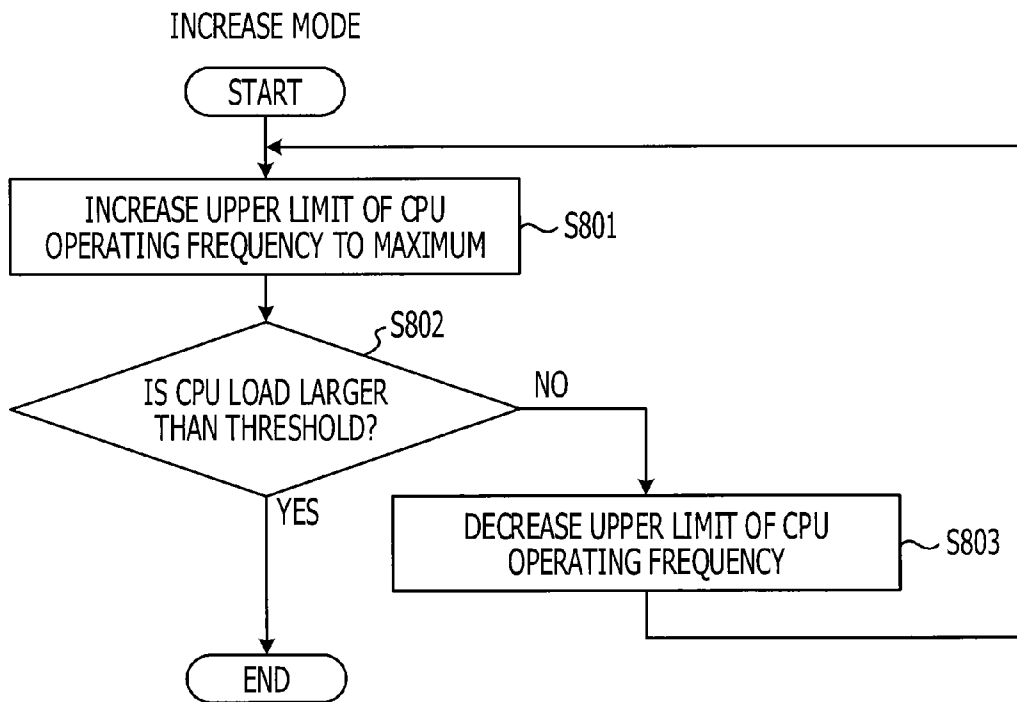 INCREASE MODE
START
INCREASE UPPER LIMIT OF CPU
OPERATING FREQUENCY TO MAXIMUM
S801
S802
IS CPU LOAD LARGER
THAN THRESHOLD?
NO
YES
DECREASE UPPER LIMIT OF CPU
OPERATING FREQUENCY
S803
END